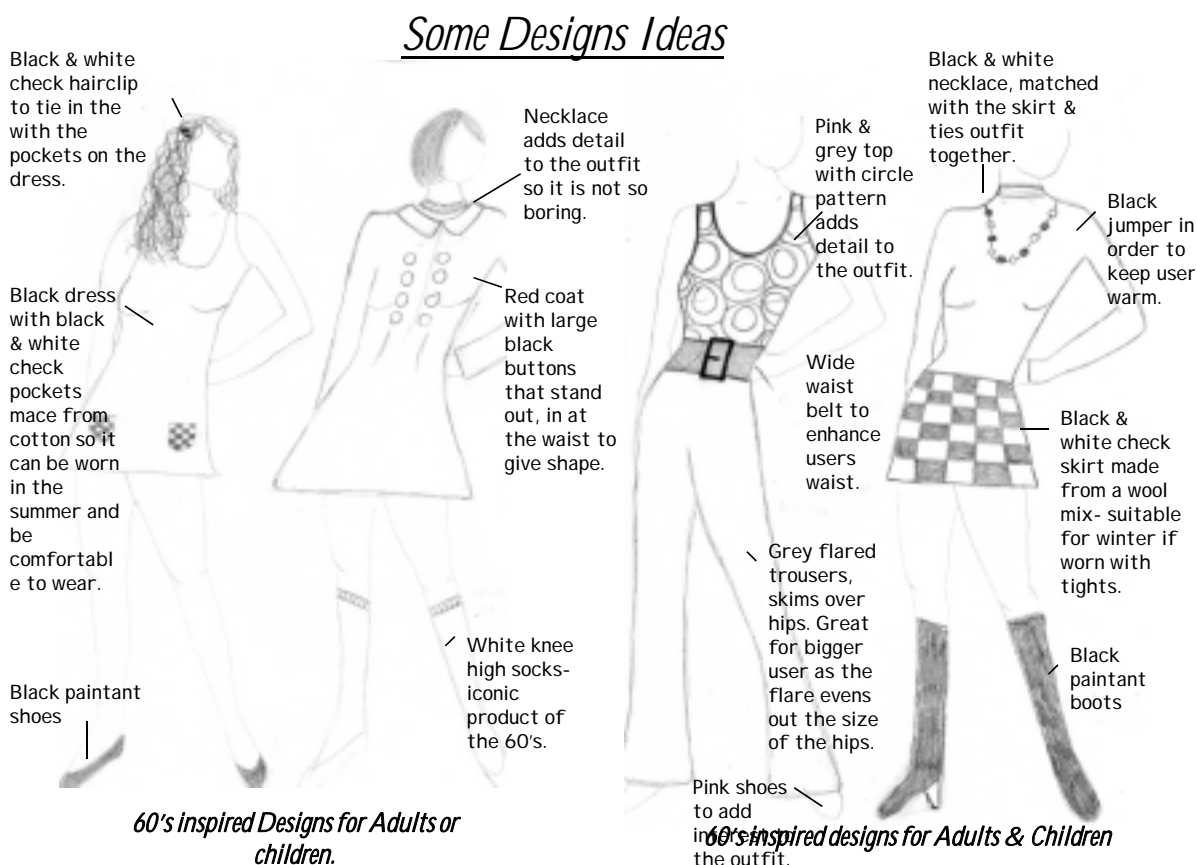 Some Designs Ideas
Black & white
check hairclip
to tie in the
with the
pockets on the
dress.
Black dress
with black
& white
check
pockets
mace from
cotton so it
can be worn
in the
summer and
be
comfortabl
e to wear.
Black paintant
shoes
Necklace
adds detail
to the outfit
so it is not so
boring.
Red coat
with large
black
buttons
that stand
out, in at
the waist to
give shape.
White knee
high socks-
iconic
product of
the 60's.
60's inspired Designs for Adults or
children.
Pink &
grey top
with circle
pattern
adds
detail to
the outfit.
Wide
waist
belt to
enhance
users
waist.
Grey flared
trousers,
skims over
hips. Great
for bigger
user as the
flare evens
out the size
of the hips.
Pink shoes
to add
interest to
the outfit.
Black & white
necklace, matched
with the skirt &
ties outfit
together.
Black
jumper in
order to
keep user
warm.
Black &
white check
skirt made
from a wool
mix- suitable
for winter if
worn with
tights.
Black
paintant
boots
60's inspired designs for Adults & Children